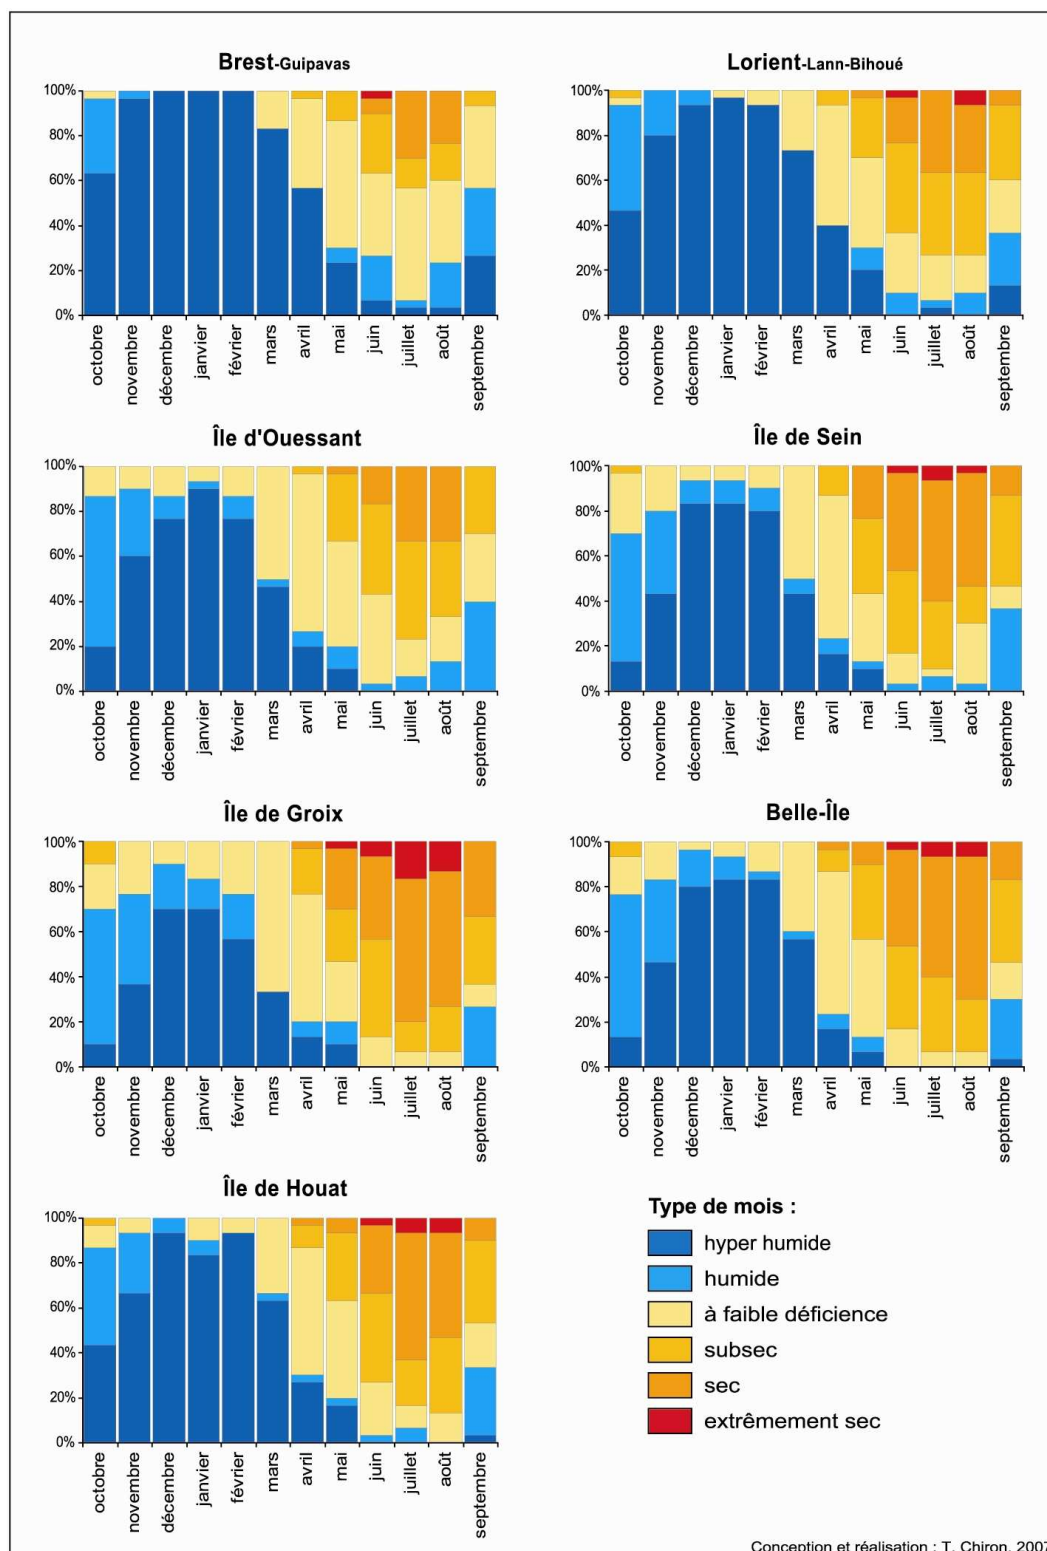 Brest-Guipavas
100%
80%
60%
40%
20%
0%
octobre
novembre
décembre
janvier
février
mars
avril
mai
juin
juillet
août
septembre
Lorient-Lann-Bihoué
100%
80%
60%
40%
20%
0%
octobre
novembre
décembre
janvier
février
mars
avril
mai
juin
juillet
août
septembre
Île d'Ouessant
100%
80%
60%
40%
20%
0%
octobre
novembre
décembre
janvier
février
mars
avril
mai
juin
juillet
août
septembre
Île de Sein
100%
80%
60%
40%
20%
0%
octobre
novembre
décembre
janvier
février
mars
avril
mai
juin
juillet
août
septembre
Île de Groix
100%
80%
60%
40%
20%
0%
octobre
novembre
décembre
janvier
février
mars
avril
mai
juin
juillet
août
septembre
Belle-Île
100%
80%
60%
40%
20%
0%
octobre
novembre
décembre
janvier
février
mars
avril
mai
juin
juillet
août
septembre
Île de Houat
100%
80%
60%
40%
20%
0%
octobre
novembre
décembre
janvier
février
mars
avril
mai
juin
juillet
août
septembre
Type de mois :
hyper humide
humide
à faible déficience
subsec
sec
extrêmement sec
Conception et réalisation : T. Chiron, 2007